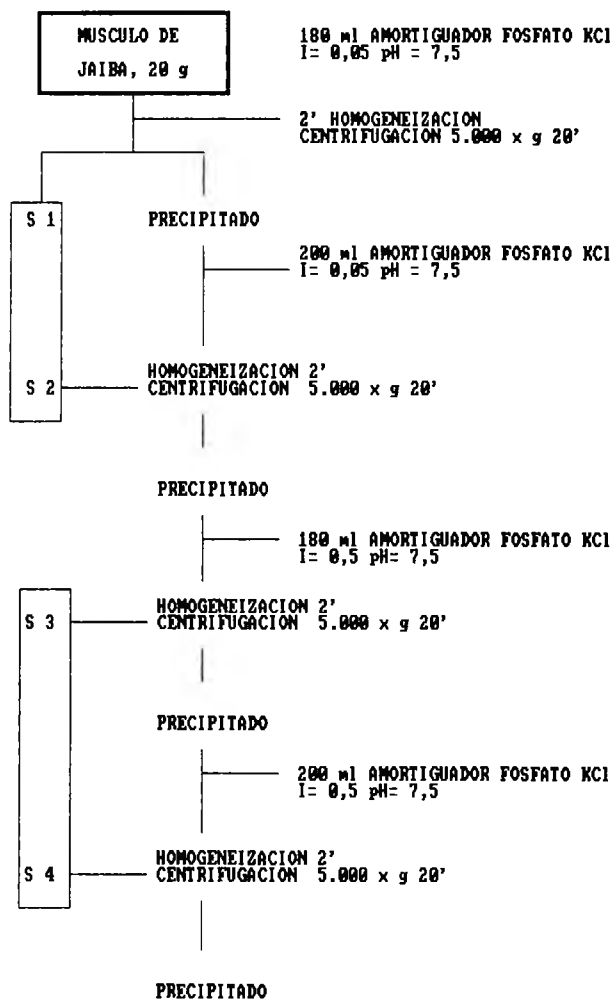 MUSCULO DE
JAIBA, 20 g
180 ml AMORTIGUADOR FOSFATO KCl
I= 0,05 pH = 7,5
2' HOMOGENEIZACION
CENTRIFUGACION 5.000 x g 20'
S 1
PRECIPITADO
200 ml AMORTIGUADOR FOSFATO KCl
I= 0,05 pH = 7,5
S 2
HOMOGENEIZACION 2'
CENTRIFUGACION 5.000 x g 20'
PRECIPITADO
180 ml AMORTIGUADOR FOSFATO KCl
I= 0,5 pH= 7,5
S 3
HOMOGENEIZACION 2'
CENTRIFUGACION 5.000 x g 20'
PRECIPITADO
200 ml AMORTIGUADOR FOSFATO KCl
I= 0,5 pH= 7,5
S 4
HOMOGENEIZACION 2'
CENTRIFUGACION 5.000 x g 20'
PRECIPITADO